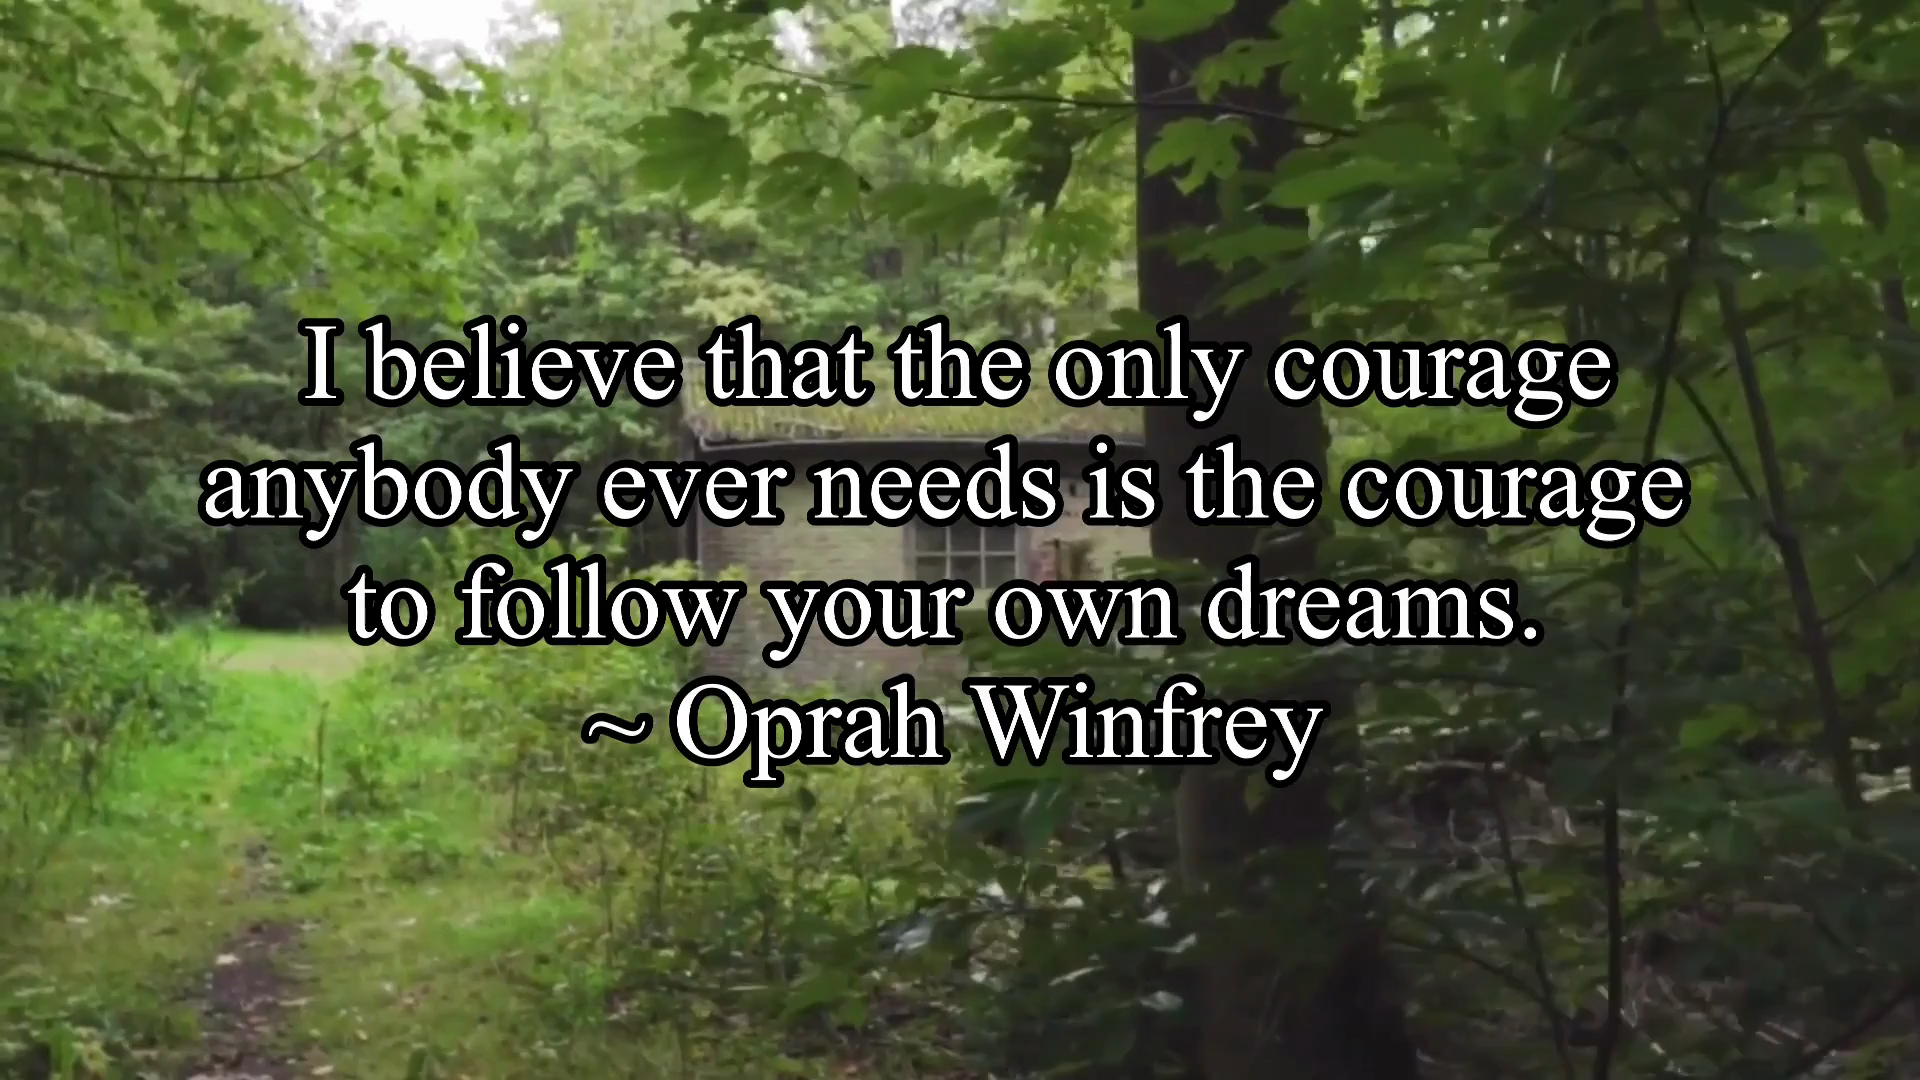 I believe that the only courage
anybody ever needs is the courage
to follow your own dreams.
~ Oprah Winfrey